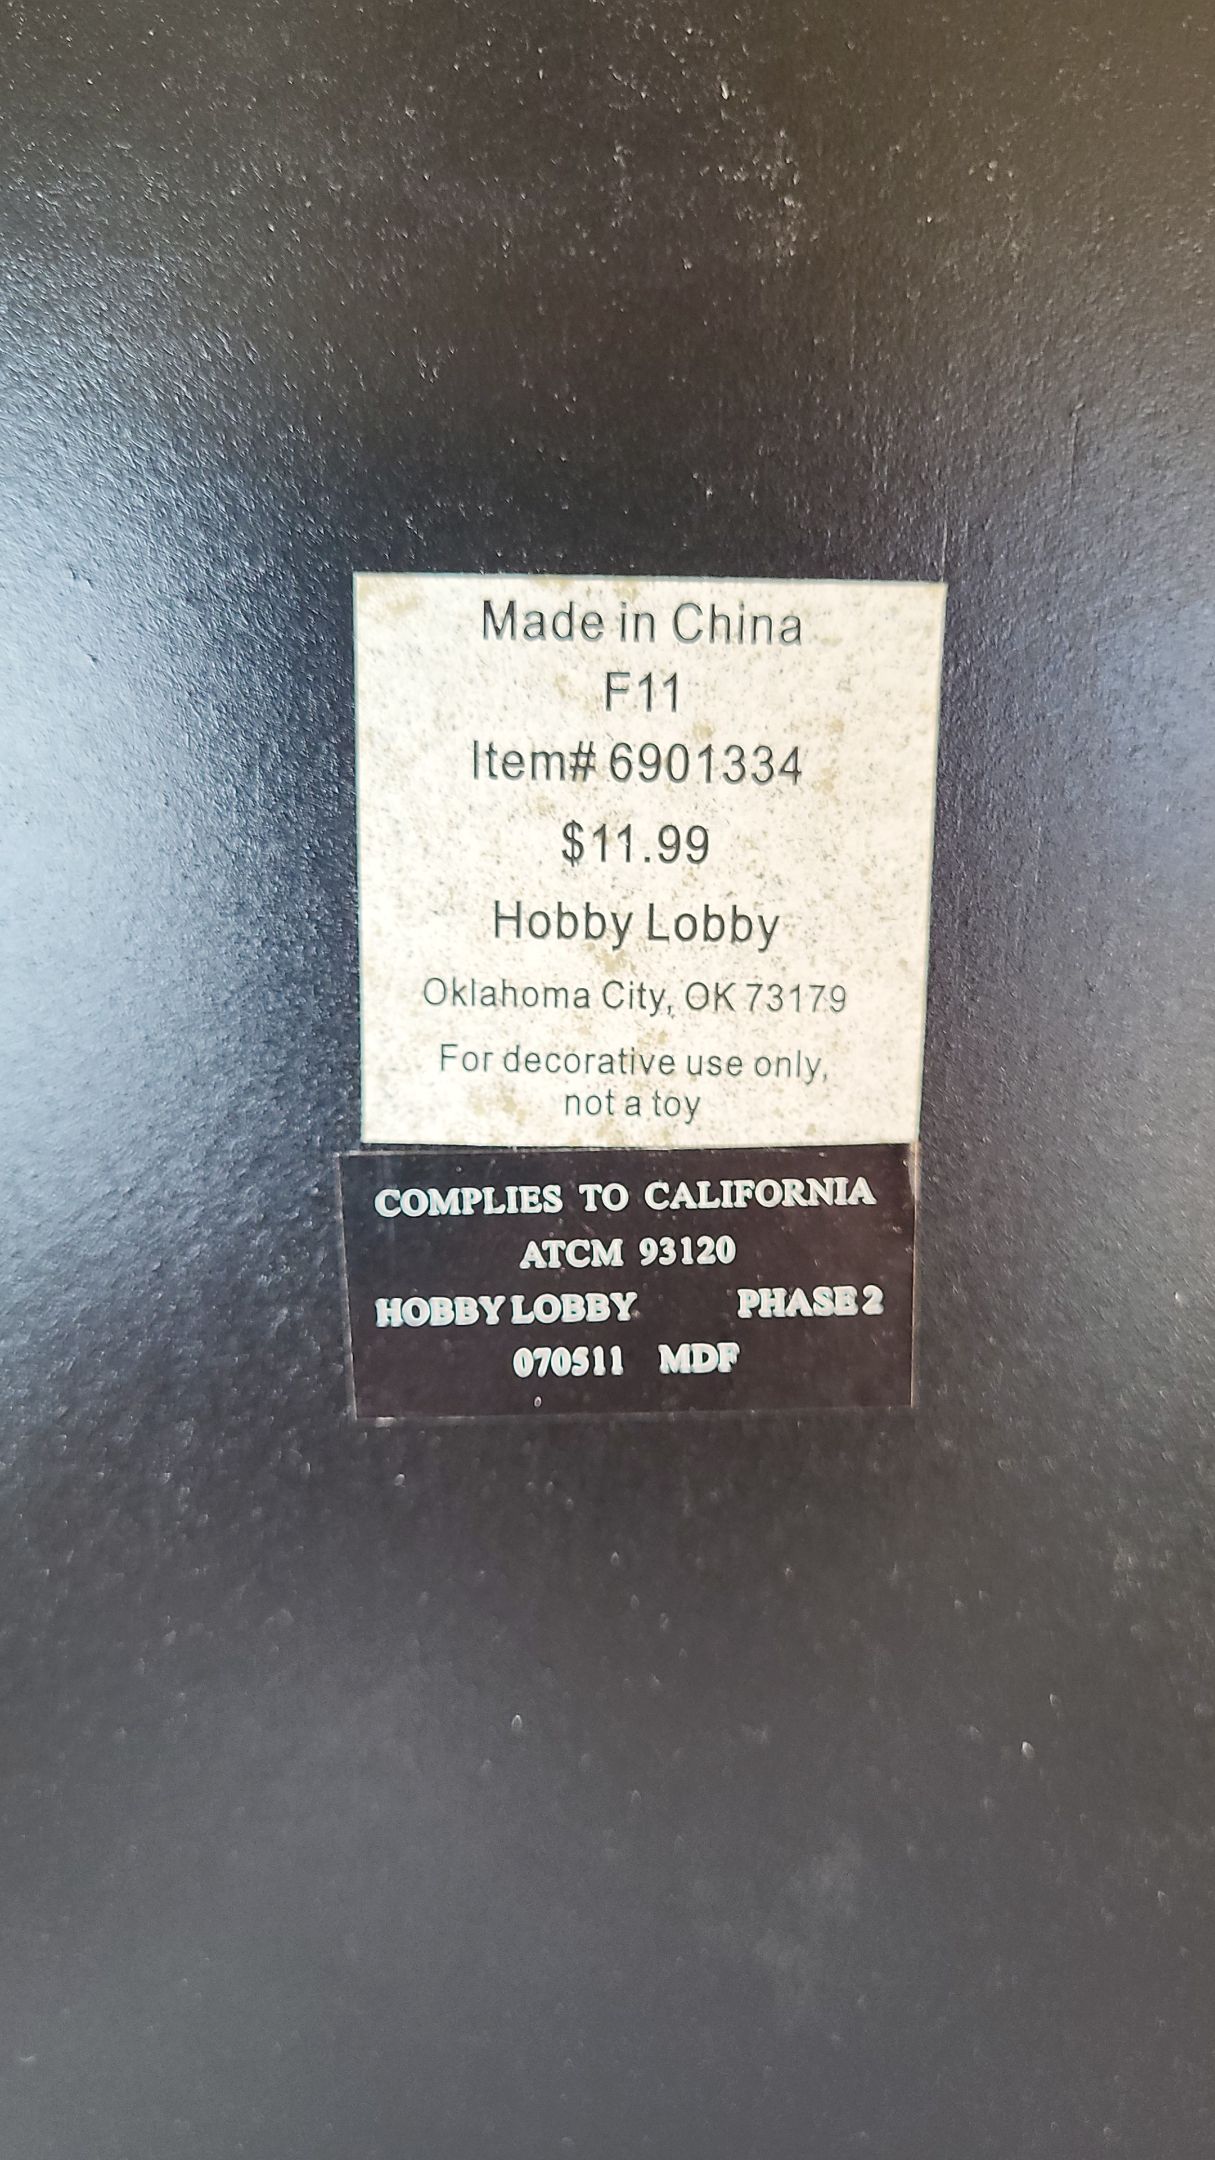 Made in China
F11
Item# 6901334
$11.99
Hobby Lobby
Oklahoma City, OK 73179
For decorative use only,
not a toy
COMPLIES TO CALIFORNIA
ATCM 93120
HOBBY LOBBY PHASE 2
070511 MDF